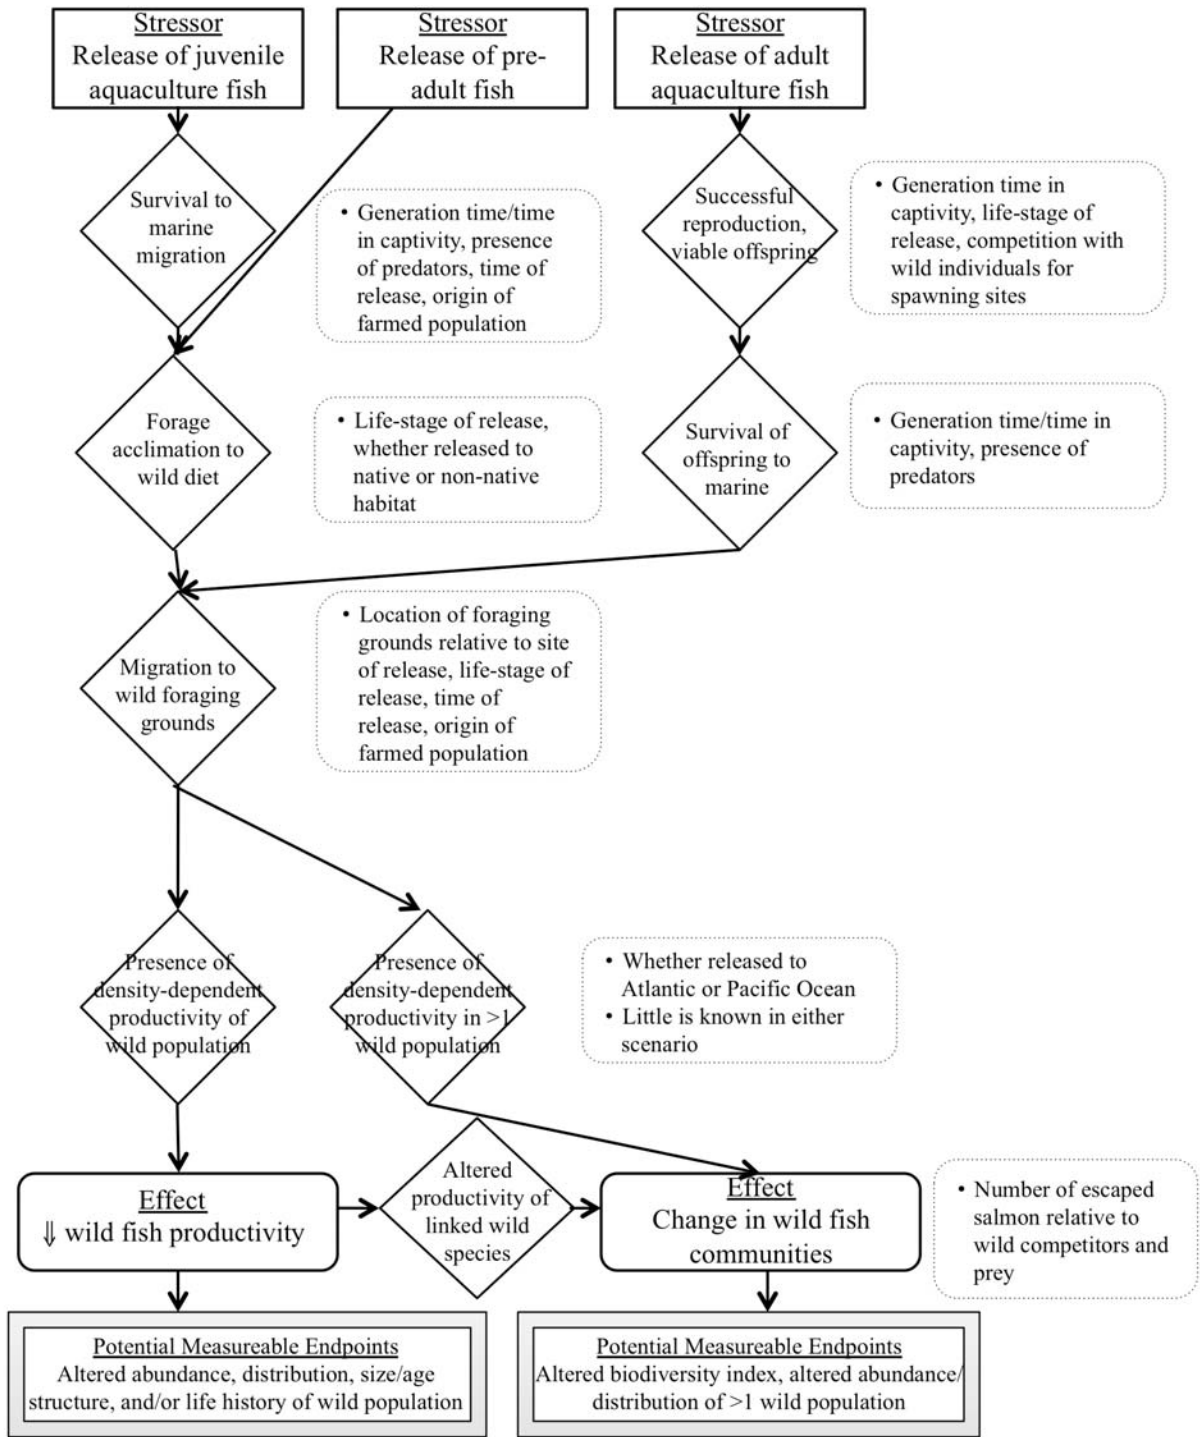 Stressor
Release of juvenile
aquaculture fish
Stressor
Release of pre-
adult fish
Stressor
Release of adult
aquaculture fish
Survival to
marine
migration
• Generation time/time
in captivity, presence
of predators, time of
release, origin of
farmed population
Successful
reproduction,
viable offspring
• Generation time in
captivity, life-stage of
release, competition with
wild individuals for
spawning sites
Forage
acclimation to
wild diet
• Life-stage of release,
whether released to
native or non-native
habitat
Survival of
offspring to
marine
• Generation time/time in
captivity, presence of
predators
Migration to
wild foraging
grounds
• Location of foraging
grounds relative to site
of release, life-stage of
release, time of
release, origin of
farmed population
Presence of
density-dependent
productivity of
wild population
Presence of
density-dependent
productivity in >1
wild population
• Whether released to
Atlantic or Pacific Ocean
• Little is known in either
scenario
Effect
⇓ wild fish productivity
Altered
productivity of
linked wild
species
Effect
Change in wild fish
communities
• Number of escaped
salmon relative to
wild competitors and
prey
Potential Measureable Endpoints
Altered abundance, distribution, size/age
structure, and/or life history of wild population
Potential Measureable Endpoints
Altered biodiversity index, altered abundance/
distribution of >1 wild population